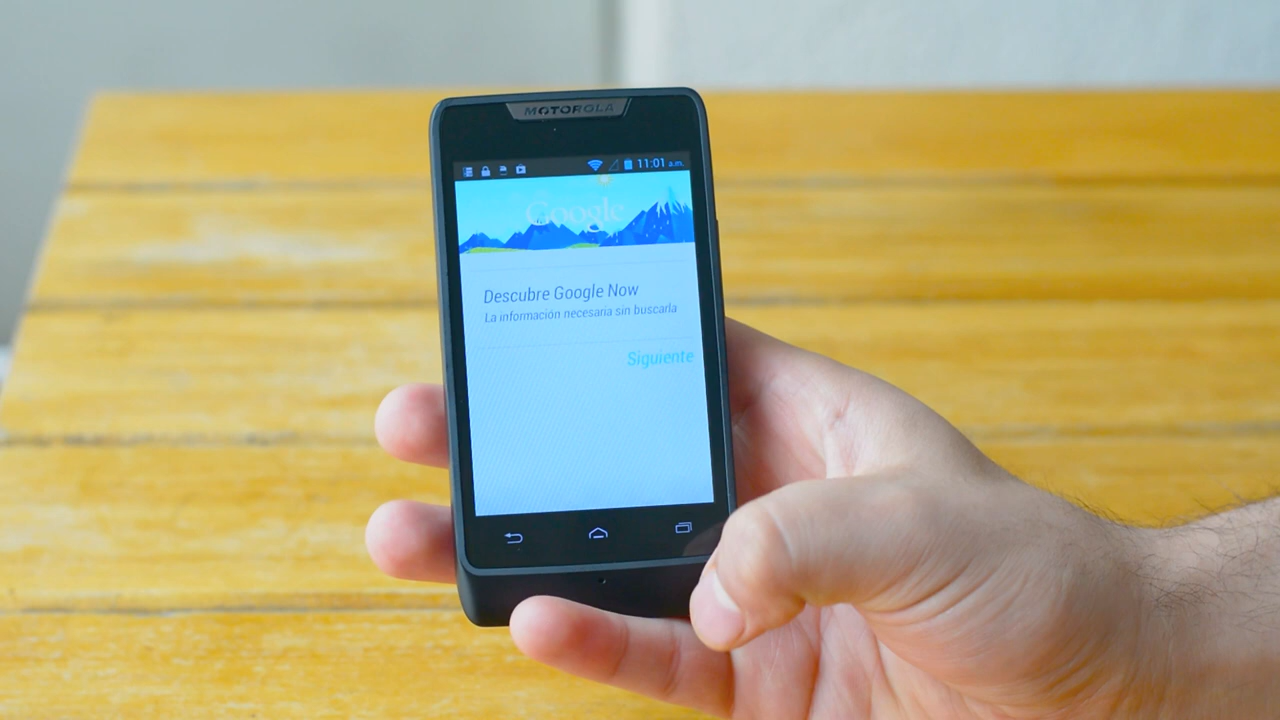 MOTOROLA
11:01 a.m.
Google
Descubre Google Now
La información necesaria sin buscarla
Siguiente